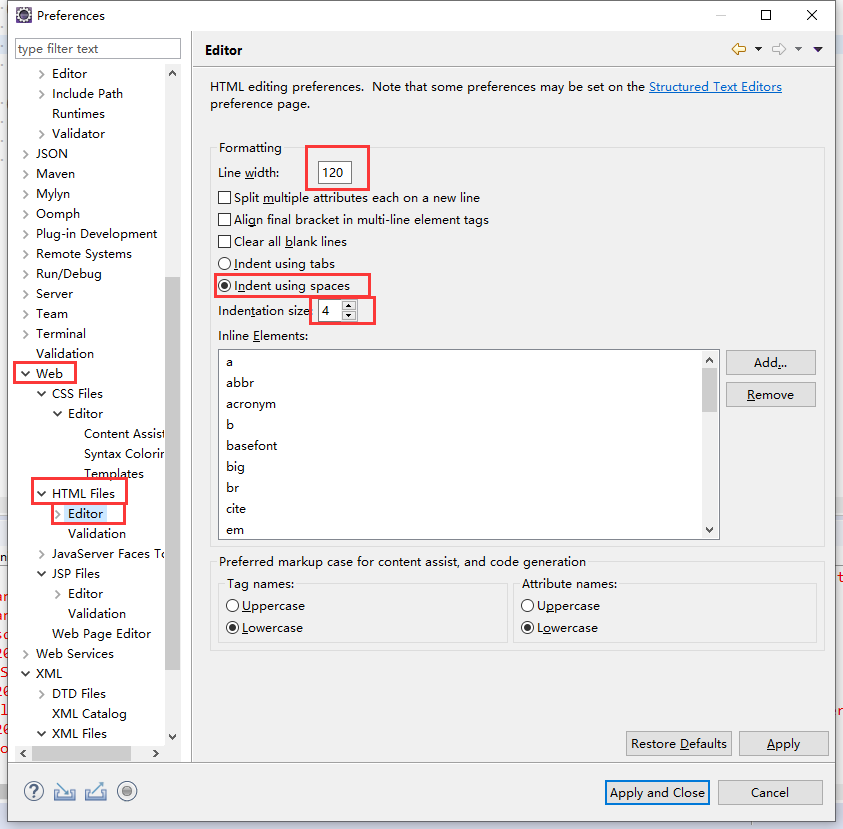 Preferences
type filter text
Editor
Include Path
Runtimes
Validator
JSON
Maven
Mylyn
Oomph
Plug-in Development
Remote Systems
Run/Debug
Server
Team
Terminal
Validation
Web
CSS Files
Editor
Content Assist
Syntax Colorin
Templates
HTML Files
Editor
Validation
JavaServer Faces To
JSP Files
Editor
Validation
Web Page Editor
Web Services
XML
DTD Files
XML Catalog
XML Files
Editor
HTML editing preferences.  Note that some preferences may be set on the Structured Text Editors
preference page.
Formatting
Line width: 120
Split multiple attributes each on a new line
Align final bracket in multi-line element tags
Clear all blank lines
Indent using tabs
Indent using spaces
Indentation size: 4
Inline Elements:
a
abbr
acronym
b
basefont
big
br
cite
em
Add...
Remove
Preferred markup case for content assist, and code generation
Tag names:
Uppercase
Lowercase
Attribute names:
Uppercase
Lowercase
Restore Defaults
Apply
Apply and Close
Cancel